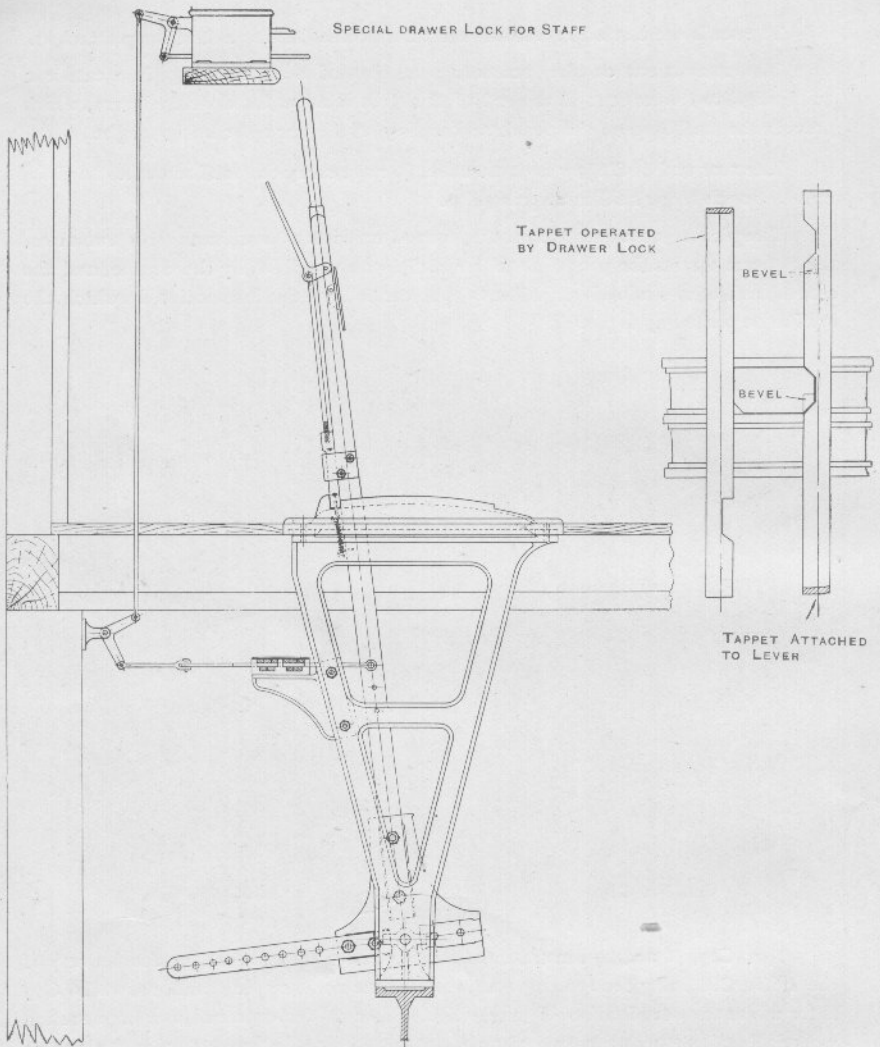 SPECIAL DRAWER LOCK FOR STAFF
TAPPET OPERATED
BY DRAWER LOCK
BEVEL
BEVEL
TAPPET ATTACHED
TO LEVER